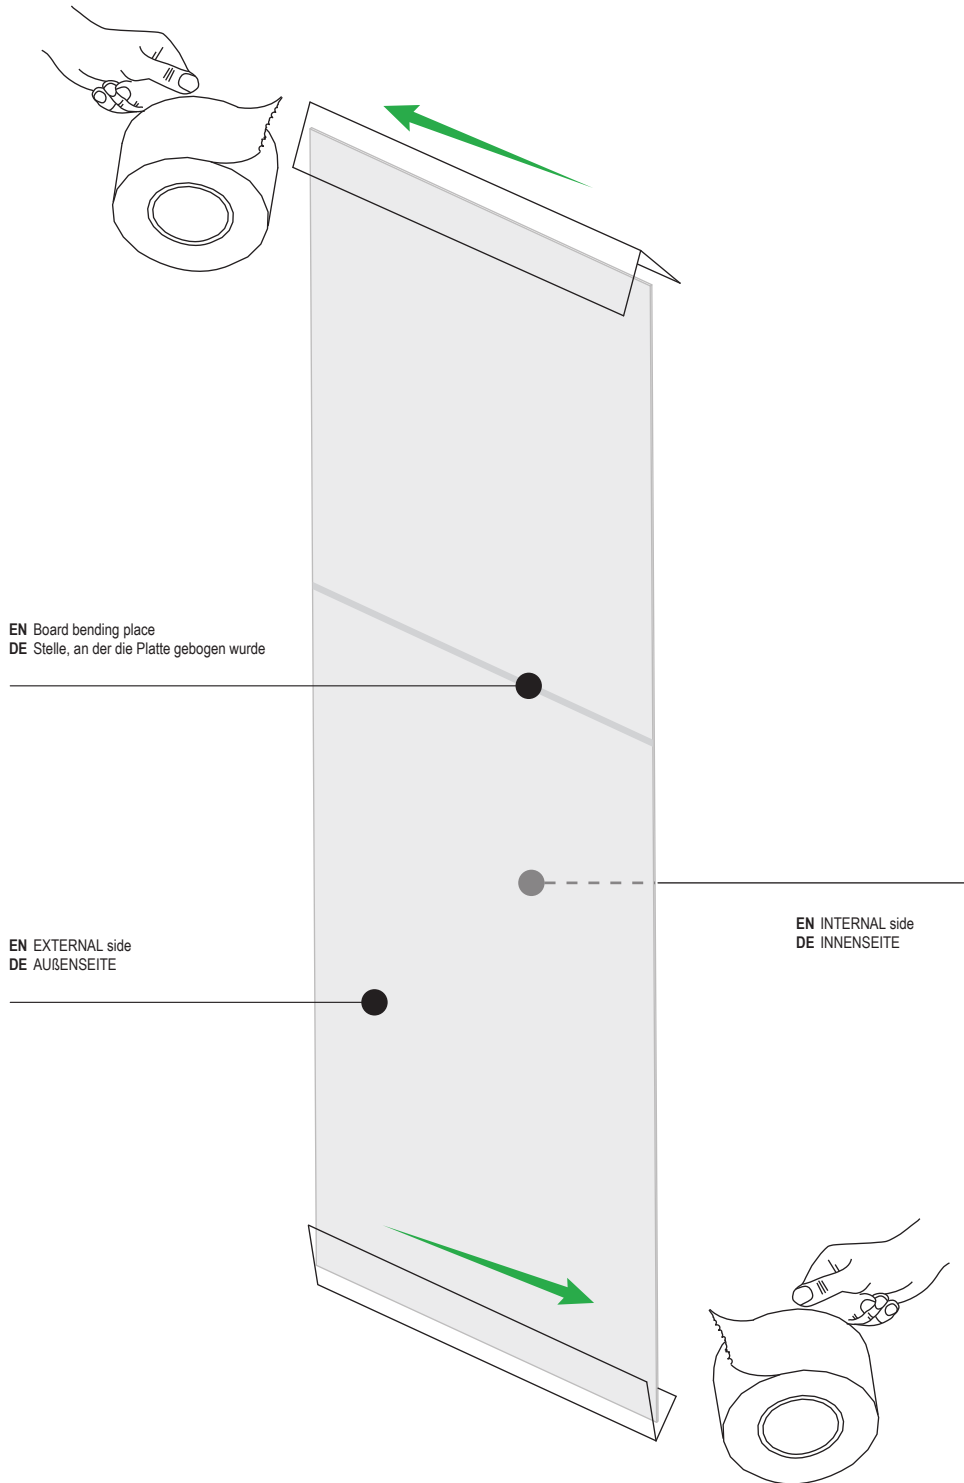 EN Board bending place
DE Stelle, an der die Platte gebogen wurde
EN INTERNAL side
DE INNENSEITE
EN EXTERNAL side
DE AUßENSEITE